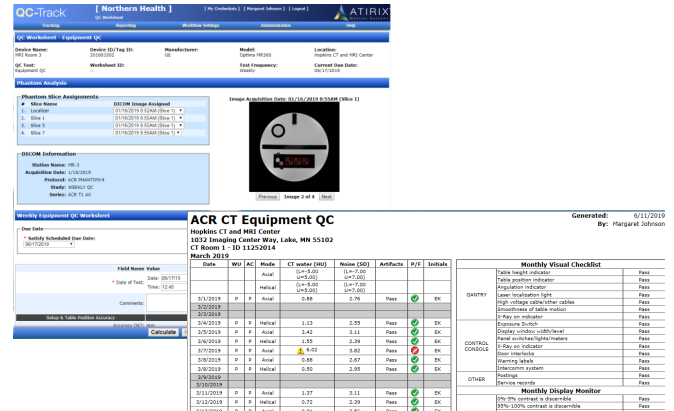 QC-Track
[ Northern Health ]
QC Worksheet
[ My Credentials ] [ Margaret Johnson ] [ Logout ]
ATIRIX
MEDICAL SYSTEMS
Tracking Reporting Workflow Settings Administration Help
QC Worksheet - Equipment QC
Device Name: Device ID/Tag ID: Manufacturer: Model: Location:
MRI Room 3 201603302 GE Optima MR360 Hopkins CT and MRI Center
QC Test: Worksheet ID: Test Frequency: Current Due Date:
Equipment QC -- Weekly 06/17/2019
Phantom Analysis
Phantom Slice Assignments
# Slice Name DICOM Image Assigned
1. Localizer 01/16/2019 8:52AM (Slice 1)
2. Slice 1 01/16/2019 8:55AM (Slice 1)
3. Slice 5 01/16/2019 8:55AM (Slice 1)
4. Slice 7 01/16/2019 8:55AM (Slice 1)
Image Acquisition Date: 01/16/2019 8:55AM (Slice 1)
DICOM Information
Station Name: MR-3
Acquisition Date: 1/16/2019
Protocol: ACR PHANTOM/4
Study: WEEKLY QC
Series: ACR T1 AX
Previous Image 2 of 4 Next
Weekly Equipment QC Worksheet
Due Date
* Satisfy Scheduled Due Date:
06/17/2019
Field Name Value
* Date of Test: Date: 06/17/19
Time: 12:40
Comments:
Setup & Table Position Accuracy
Calculate
ACR CT Equipment QC
Generated: 6/11/2019
By: Margaret Johnson
Hopkins CT and MRI Center
1032 Imaging Center Way, Lake, MN 55102
CT Room 1 - ID 11252014
March 2019
Date WU AC Mode CT water (HU) Noise (SD) Artifacts P/F Initials
Axial (L=-5.00 U=5.00) (L=-7.00 U=7.00)
Helical (L=-5.00 U=5.00) (L=-7.00 U=7.00)
3/1/2019 P P Axial 0.88 2.76 Pass EK
3/2/2019
3/3/2019
3/4/2019 P P Helical 1.13 2.55 Pass EK
3/5/2019 P P Axial 3.42 3.11 Pass EK
3/6/2019 P P Helical 1.55 2.39 Pass EK
3/7/2019 P P Axial 6.02 3.82 Pass EK
3/8/2019 P P Axial 0.88 2.67 Pass EK
3/8/2019 P P Helical 0.50 2.95 Pass EK
3/9/2019
3/10/2019
3/11/2019 P P Axial 1.37 3.11 Pass EK
3/12/2019 P P Helical 0.72 2.39 Pass EK
Monthly Visual Checklist
GANTRY
Table height indicator Pass
Table position indicator Pass
Angulation indicator Pass
Laser localization light Pass
High voltage cable/other cables Pass
Smoothness of table motion Pass
CONTROL CONSOLE
X-Ray on indicator Pass
Exposure Switch Pass
Display window width/level Pass
Panel switches/lights/meters Pass
X-Ray on indicator Pass
Door interlocks Pass
Warning labels Pass
Intercomm system Pass
OTHER
Postings Pass
Service records Pass
Monthly Display Monitor
0%-5% contrast is discernible Pass
95%-100% contrast is discernible Pass